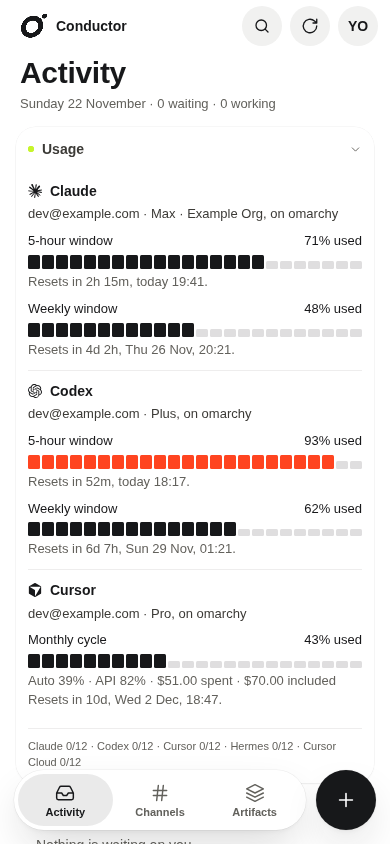 Conductor
YO
Activity
Sunday 22 November · 0 waiting · 0 working
Usage
Claude
dev@example.com · Max · Example Org, on omarchy
5-hour window 71% used
Resets in 2h 15m, today 19:41.
Weekly window 48% used
Resets in 4d 2h, Thu 26 Nov, 20:21.
Codex
dev@example.com · Plus, on omarchy
5-hour window 93% used
Resets in 52m, today 18:17.
Weekly window 62% used
Resets in 6d 7h, Sun 29 Nov, 01:21.
Cursor
dev@example.com · Pro, on omarchy
Monthly cycle 43% used
Auto 39% · API 82% · $51.00 spent · $70.00 included
Resets in 10d, Wed 2 Dec, 18:47.
Claude 0/12 · Codex 0/12 · Cursor 0/12 · Hermes 0/12 · Cursor
Cloud 0/12
Activity Channels Artifacts
Nothing is waiting on you